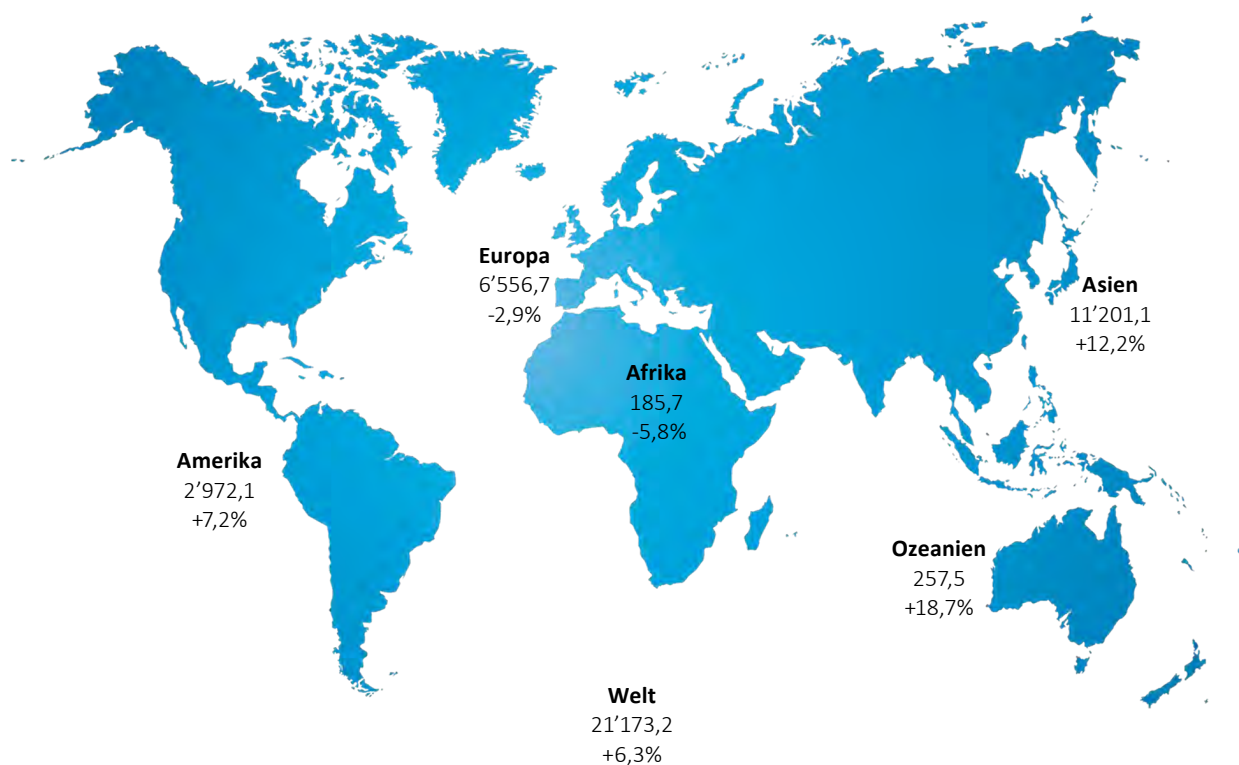 Europa
6’556,7
-2,9%
Asien
11’201,1
+12,2%
Afrika
185,7
-5,8%
Amerika
2’972,1
+7,2%
Ozeanien
257,5
+18,7%
Welt
21’173,2
+6,3%